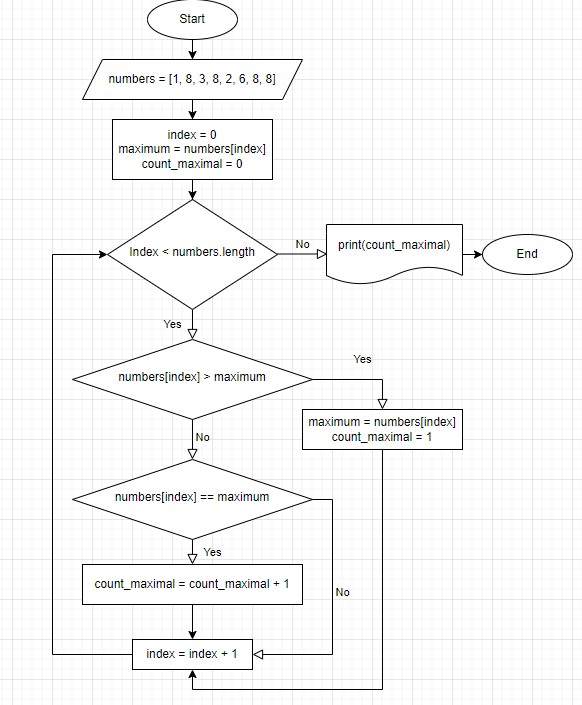 Start
numbers = [1, 8, 3, 8, 2, 6, 8, 8]
index = 0
maximum = numbers[index]
count_maximal = 0
Index < numbers.length
No
print(count_maximal)
End
Yes
numbers[index] > maximum
Yes
maximum = numbers[index]
count_maximal = 1
No
numbers[index] == maximum
Yes
count_maximal = count_maximal + 1
No
index = index + 1